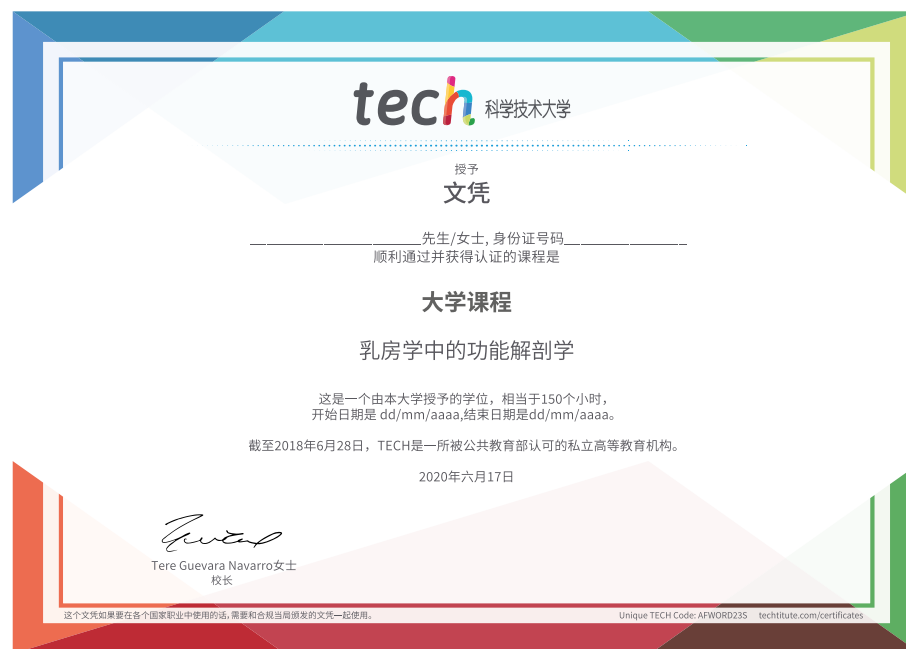 tech 科学技术大学
授予
文凭
先生/女士, 身份证号码
顺利通过并获得认证的课程是
大学课程
乳房学中的功能解剖学
这是一个由本大学授予的学位，相当于150个小时，
开始日期是 dd/mm/aaaa,结束日期是dd/mm/aaaa。
截至2018年6月28日，TECH是一所被公共教育部认可的私立高等教育机构。
2020年六月17日
Tere Guevara Navarro女士
校长
这个文凭如果要在各个国家职业中使用的话,需要和合规当局颁发的文凭一起使用。
Unique TECH Code: AFWORD23S techtitute.com/certificates